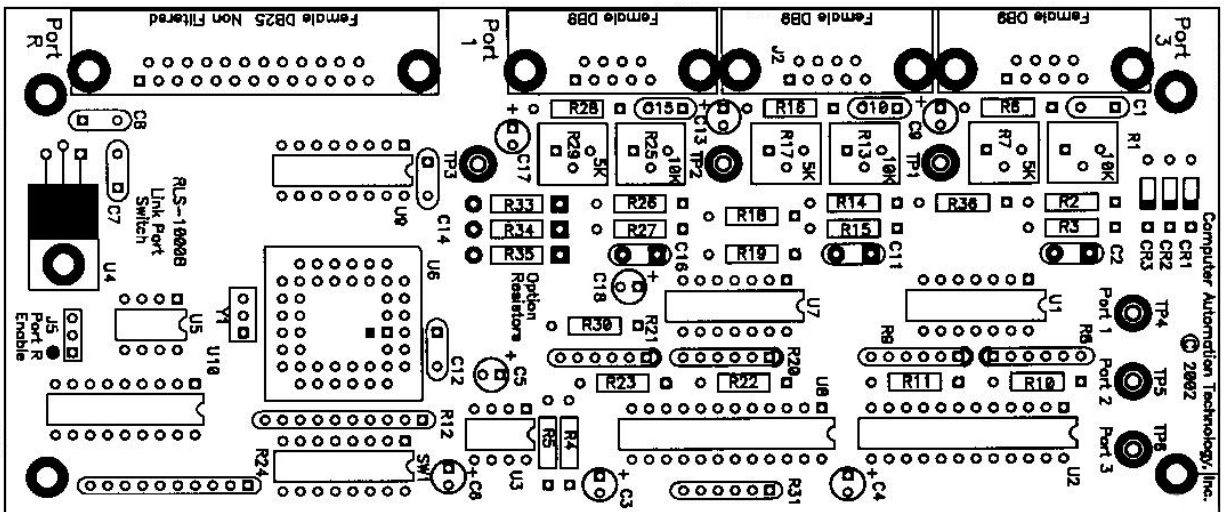 Female DB25 Non Filtered
Female DB9
Female DB9
Female DB9
Port R
Port 1
J2
Port 3
R28
C15
R16
C10
R6
C1
C8
C17
C13
C9
R29
5K
R25
10K
R17
5K
R13
10K
R7
5K
10K
R1
TP3
TP2
TP1
C7
RLS-1000B
Link Port
Switch
U9
C14
R33
R34
R35
R26
R27
R18
R19
R14
R15
R36
R2
R3
C16
C11
C2
CR3
CR2
CR1
U4
U6
Option
Resistors
C18
U7
U1
TP4
Port 1
J5
Port R
Enable
U5
Y1
U10
C12
R30
R21
R20
R9
R8
C5
R23
R22
R11
R10
TP5
Port 2
U8
R12
R5
R4
U3
U2
TP6
Port 3
R24
SW1
C6
C3
R31
C4
Computer Automation Technology, Inc.
© 2002